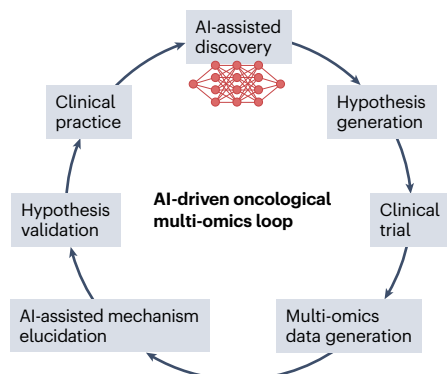 AI-assisted
discovery
Hypothesis
generation
Clinical
trial
Multi-omics
data generation
AI-assisted mechanism
elucidation
Hypothesis
validation
Clinical
practice
AI-driven oncological
multi-omics loop